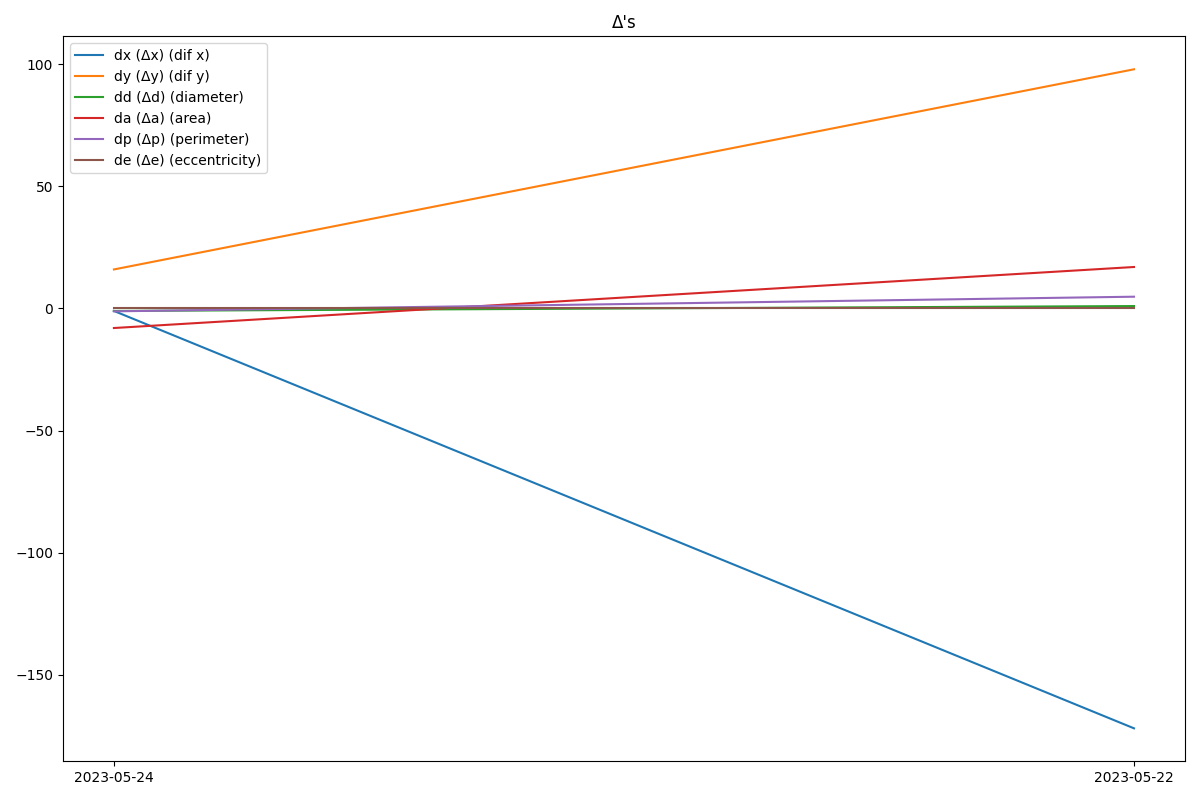 Δ's
dx (Δx) (dif x)
dy (Δy) (dif y)
dd (Δd) (diameter)
da (Δa) (area)
dp (Δp) (perimeter)
de (Δe) (eccentricity)
100
50
0
−50
−100
−150
2023-05-24
2023-05-22